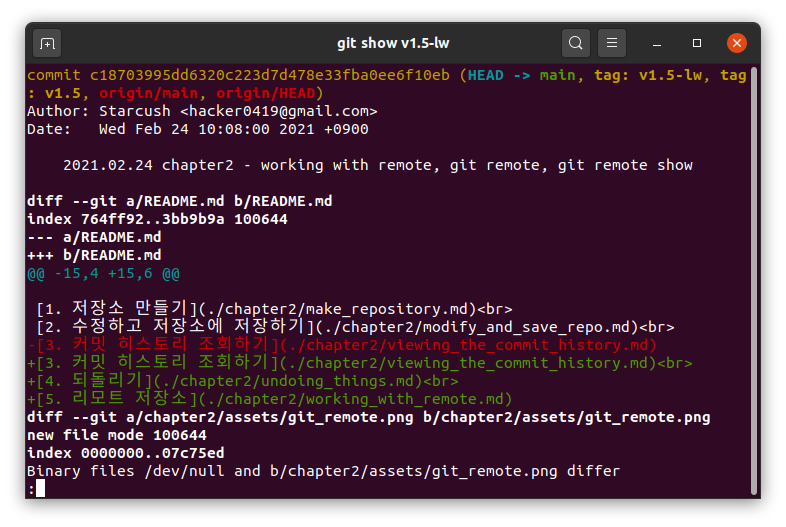 git show v1.5-lw
commit c18703995dd6320c223d7d478e33fba0ee6f10eb (HEAD -> main, tag: v1.5-lw, tag
: v1.5, origin/main, origin/HEAD)
Author: Starcush <hacker0419@gmail.com>
Date:   Wed Feb 24 10:08:00 2021 +0900
    2021.02.24 chapter2 - working with remote, git remote, git remote show
diff --git a/README.md b/README.md
index 764ff92..3bb9b9a 100644
--- a/README.md
+++ b/README.md
@@ -15,4 +15,6 @@
 [1. 저장소 만들기](./chapter2/make_repository.md)<br>
 [2. 수정하고 저장소에 저장하기](./chapter/modify_and_save_repo.md)<br>
-[3. 커밋 히스토리 조회하기](./chapter/viewing_the_commit_history.md)
+[3. 커밋 히스토리 조회하기](./chapter/viewing_the_commit_history.md)<br>
+[4. 되돌리기](./chapter/undoing_things.md)<br>
+[5. 리모트 저장소](./chapter/working_with_remote.md)
diff --git a/chapter2/assets/git_remote.png b/chapter2/assets/git_remote.png
new file mode 100644
index 0000000..07c75ed
Binary files /dev/null and b/chapter2/assets/git_remote.png differ
: